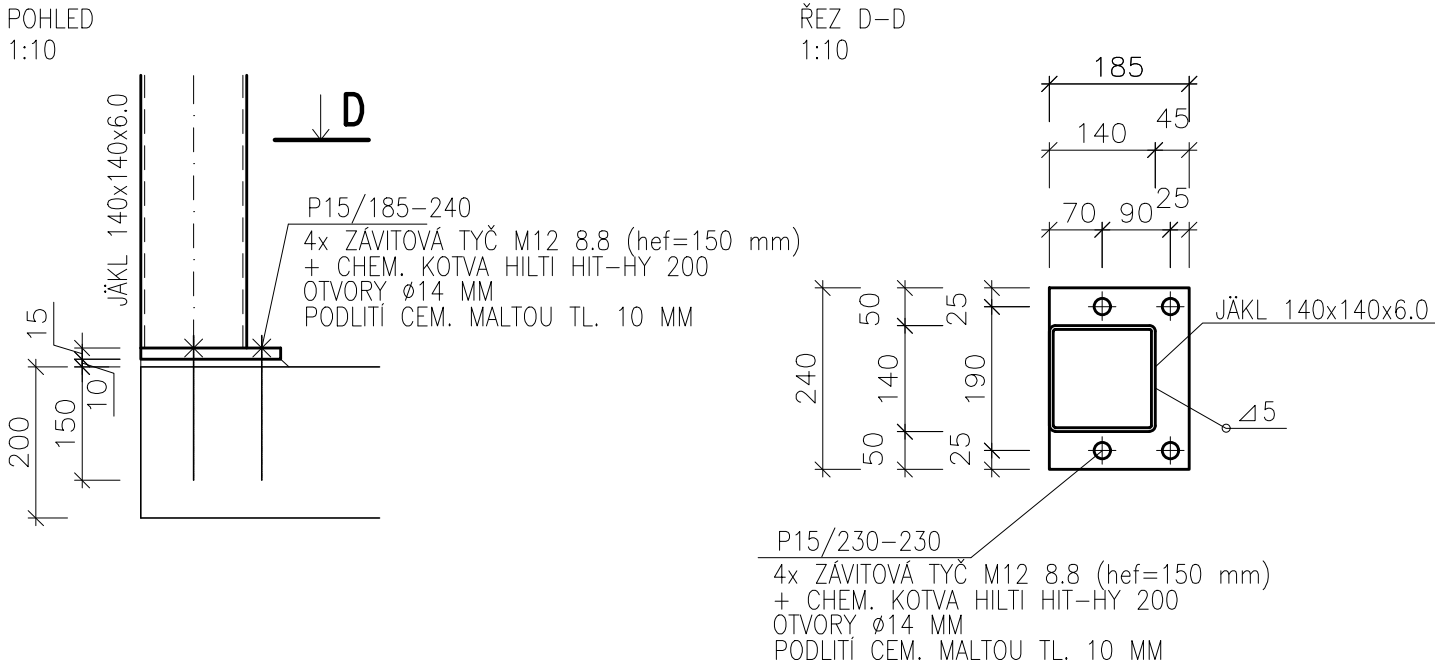 POHLED
1:10
D
JÄKL 140x140x6.0
P15/185-240
4x ZÁVITOVÁ TYČ M12 8.8 (hef=150 mm)
+ CHEM. KOTVA HILTI HIT-HY 200
OTVORY ø14 MM
PODLITÍ CEM. MALTOU TL. 10 MM
15
10
150
200
ŘEZ D-D
1:10
185
45
140
25
70
90
50
25
240
140
190
50
25
JÄKL 140x140x6.0
⊿5
P15/230-230
4x ZÁVITOVÁ TYČ M12 8.8 (hef=150 mm)
+ CHEM. KOTVA HILTI HIT-HY 200
OTVORY ø14 MM
PODLITÍ CEM. MALTOU TL. 10 MM